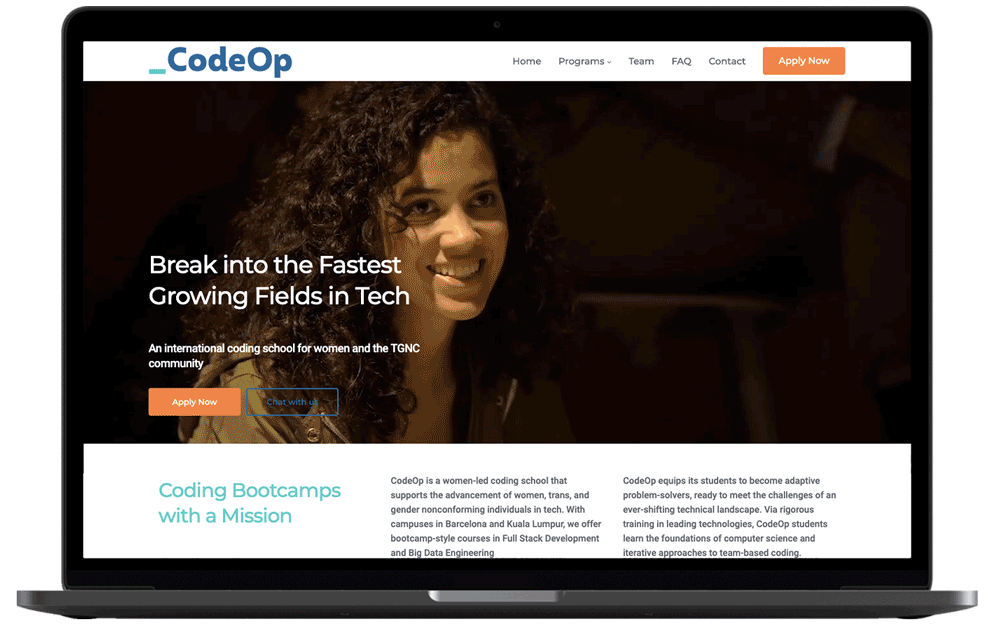 _CodeOp
Home Programs Team FAQ Contact Apply Now
Break into the Fastest
Growing Fields in Tech
An international coding school for women and the TGNC
community
Apply Now Chat with us
Coding Bootcamps
with a Mission
CodeOp is a women-led coding school that
supports the advancement of women, trans, and
gender nonconforming individuals in tech. With
campuses in Barcelona and Kuala Lumpur, we offer
bootcamp-style courses in Full Stack Development
and Big Data Engineering
CodeOp equips its students to become adaptive
problem-solvers, ready to meet the challenges of an
ever-shifting technical landscape. Via rigorous
training in leading technologies, CodeOp students
learn the foundations of computer science and
iterative approaches to team-based coding.